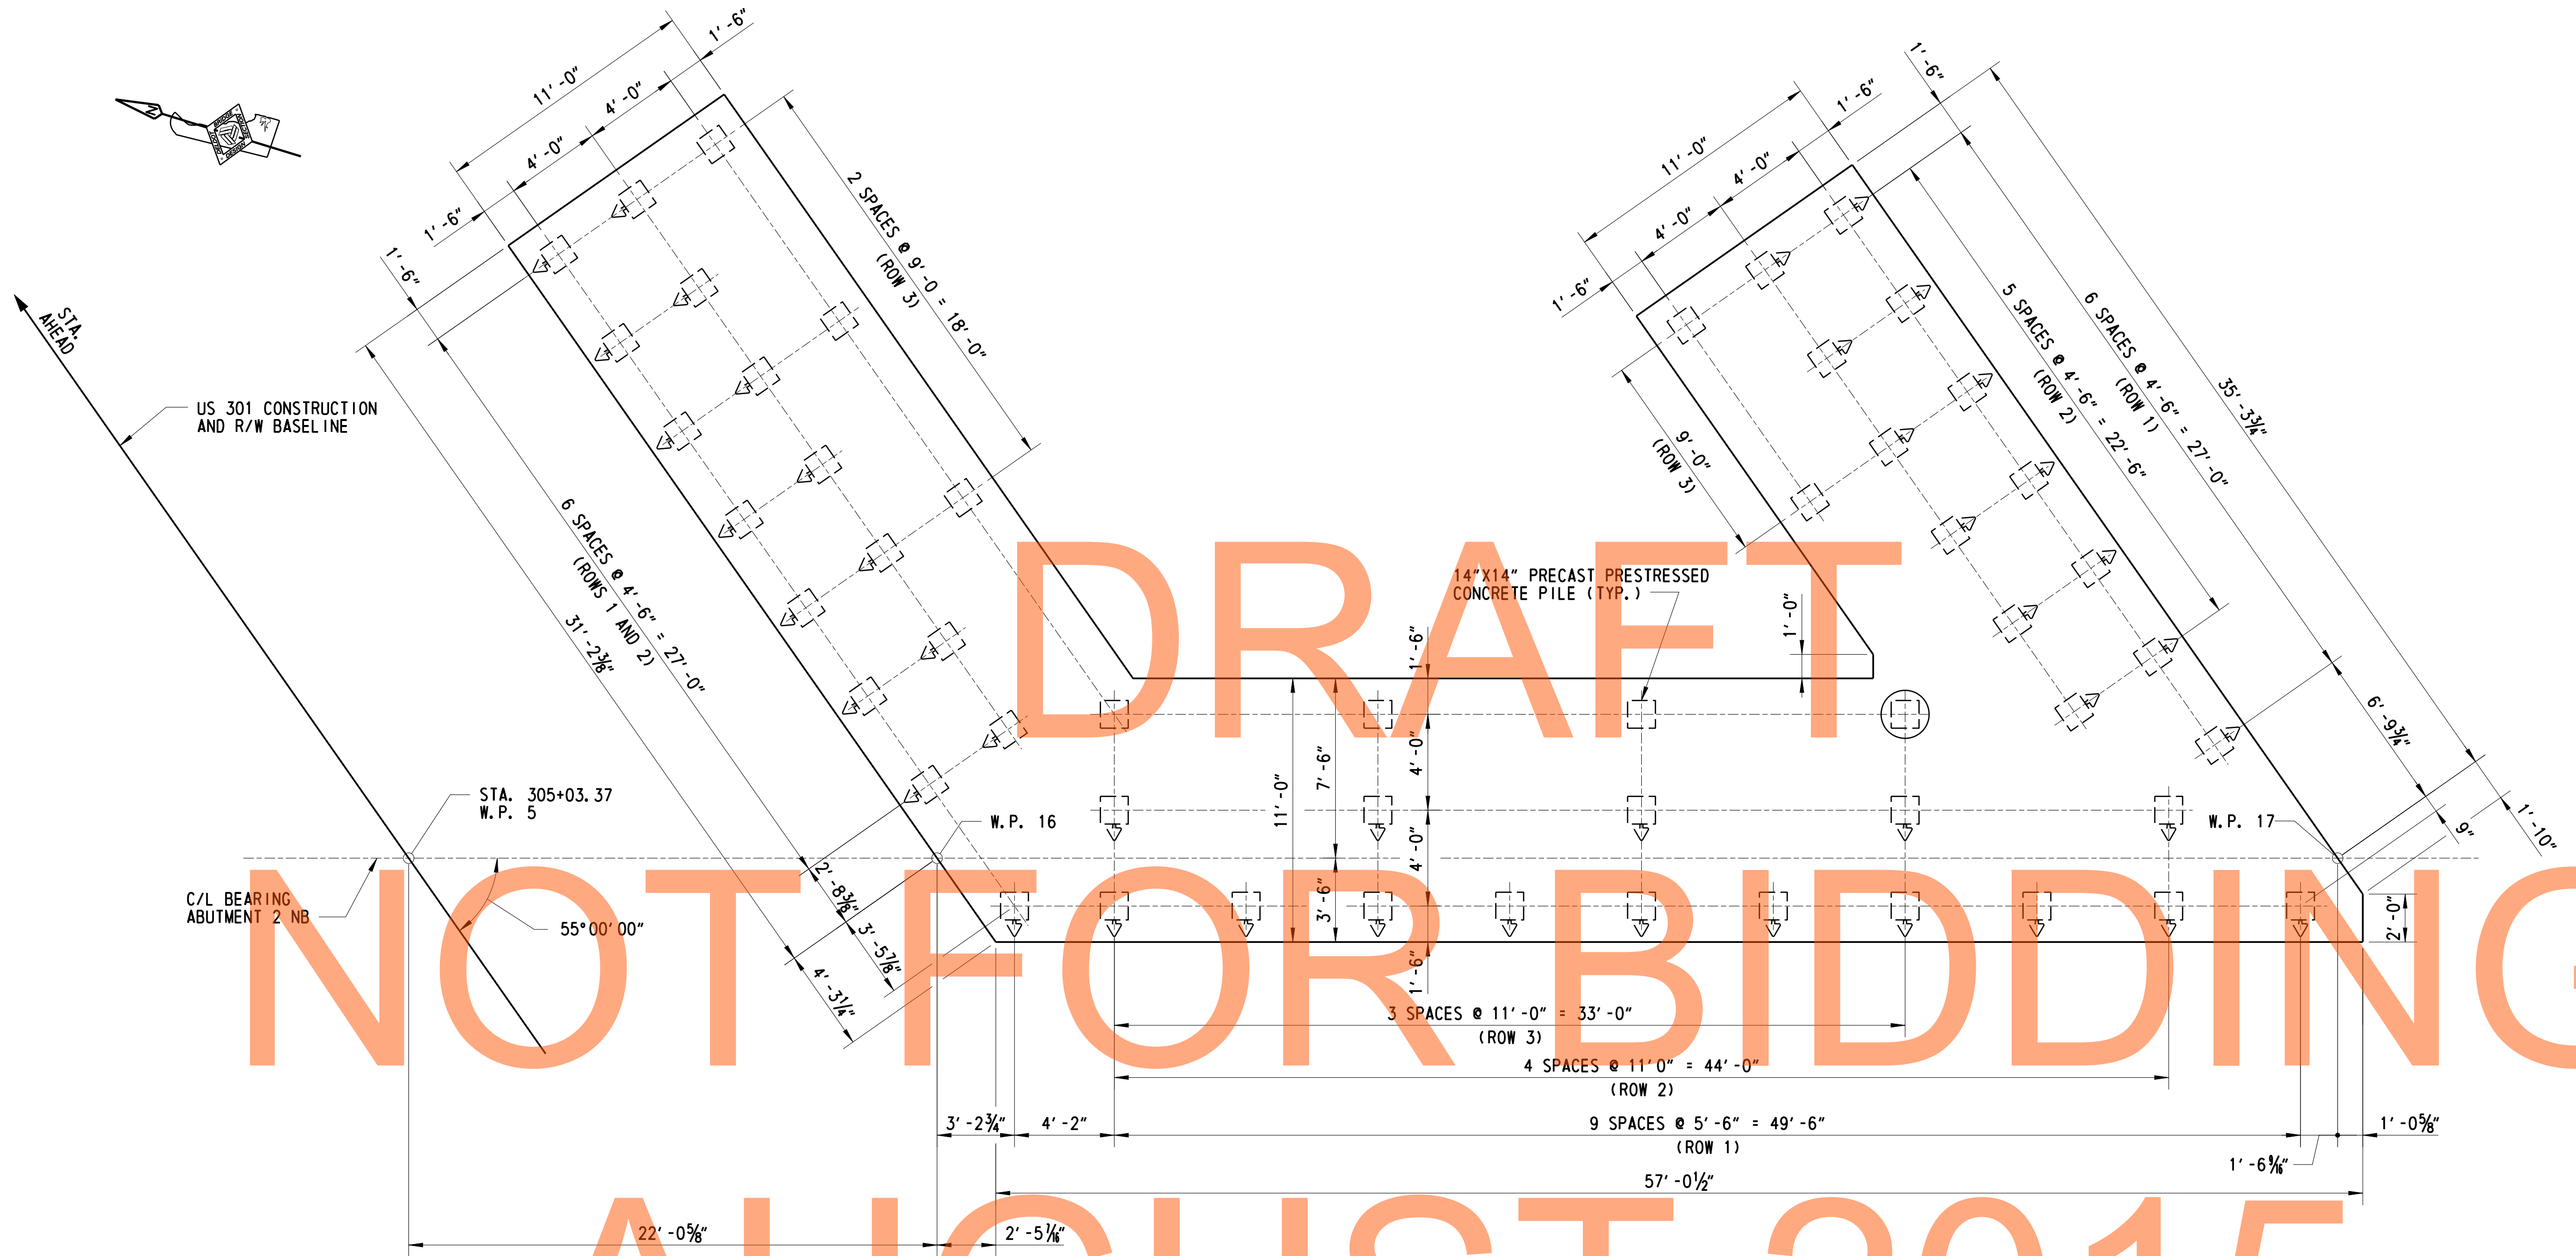 11'-0"
1'-6"
4'-0"
4'-0"
1'-6"
1'-6"
2 SPACES @ 9'-0 = 18'-0"
(ROW 3)
N
BRIDGE
DESIGN
STA.
AHEAD
US 301 CONSTRUCTION
AND R/W BASELINE
6 SPACES @ 4'-6" = 27'-0"
(ROWS 1 AND 2)
31'-2⅜"
2'-8⅜"
3'-5⅞"
4'-3¼"
STA. 305+03.37
W.P. 5
W.P. 16
C/L BEARING
ABUTMENT 2 NB
55°00'00"
11'-0"
1'-6"
4'-0"
4'-0"
1'-6"
1'-6"
9'-0"
(ROW 3)
5 SPACES @ 4'-6" = 22'-6"
(ROW 2)
6 SPACES @ 4'-6" = 27'-0"
(ROW 1)
35'-3¾"
6'-9¾"
9"
1'-10"
W.P. 17
2'-0"
14"X14" PRECAST PRESTRESSED
CONCRETE PILE (TYP.)
1'-0"
1'-6"
4'-0"
4'-0"
1'-6"
11'-0"
7'-6"
3'-6"
3 SPACES @ 11'-0" = 33'-0"
(ROW 3)
4 SPACES @ 11'0" = 44'-0"
(ROW 2)
3'-2¾"
4'-2"
9 SPACES @ 5'-6" = 49'-6"
(ROW 1)
1'-0⅝"
1'-6 9/16"
57'-0½"
22'-0⅝"
2'-5 7/16"
DRAFT
NOT FOR BIDDING
AUGUST 2015